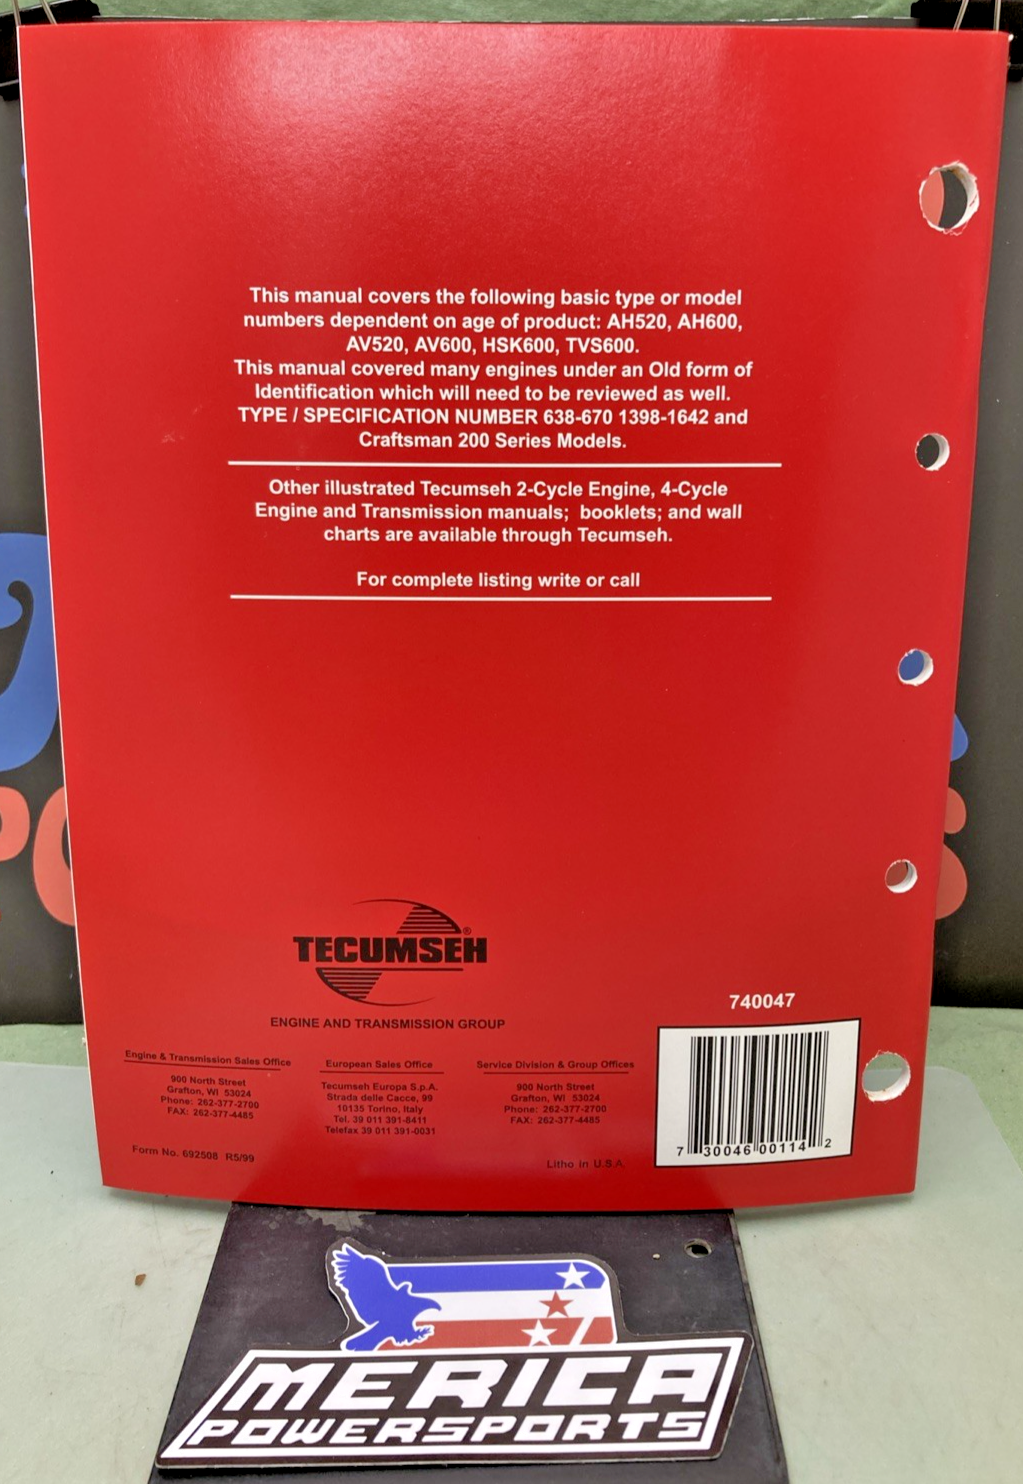 This manual covers the following basic type or model
numbers dependent on age of product: AH520, AH600,
AV520, AV600, HSK600, TVS600.
This manual covered many engines under an Old form of
Identification which will need to be reviewed as well.
TYPE / SPECIFICATION NUMBER 638-670 1398-1642 and
Craftsman 200 Series Models.
Other illustrated Tecumseh 2-Cycle Engine, 4-Cycle
Engine and Transmission manuals; booklets; and wall
charts are available through Tecumseh.
For complete listing write or call
TECUMSEH®
ENGINE AND TRANSMISSION GROUP
Engine & Transmission Sales Office
900 North Street
Grafton, WI 53024
Phone: 262-377-2700
FAX: 262-377-4485
European Sales Office
Tecumseh Europa S.p.A.
Strada delle Cacce, 99
10135 Torino, Italy
Tel. 39 011 391-8411
Telefax 39 011 391-0031
Service Division & Group Offices
900 North Street
Grafton, WI 53024
Phone: 262-377-2700
FAX: 262-377-4485
Form No. 692508 R5/99
Litho in U.S.A.
740047
7 30046 00114 2
MERICA
POWERSPORTS